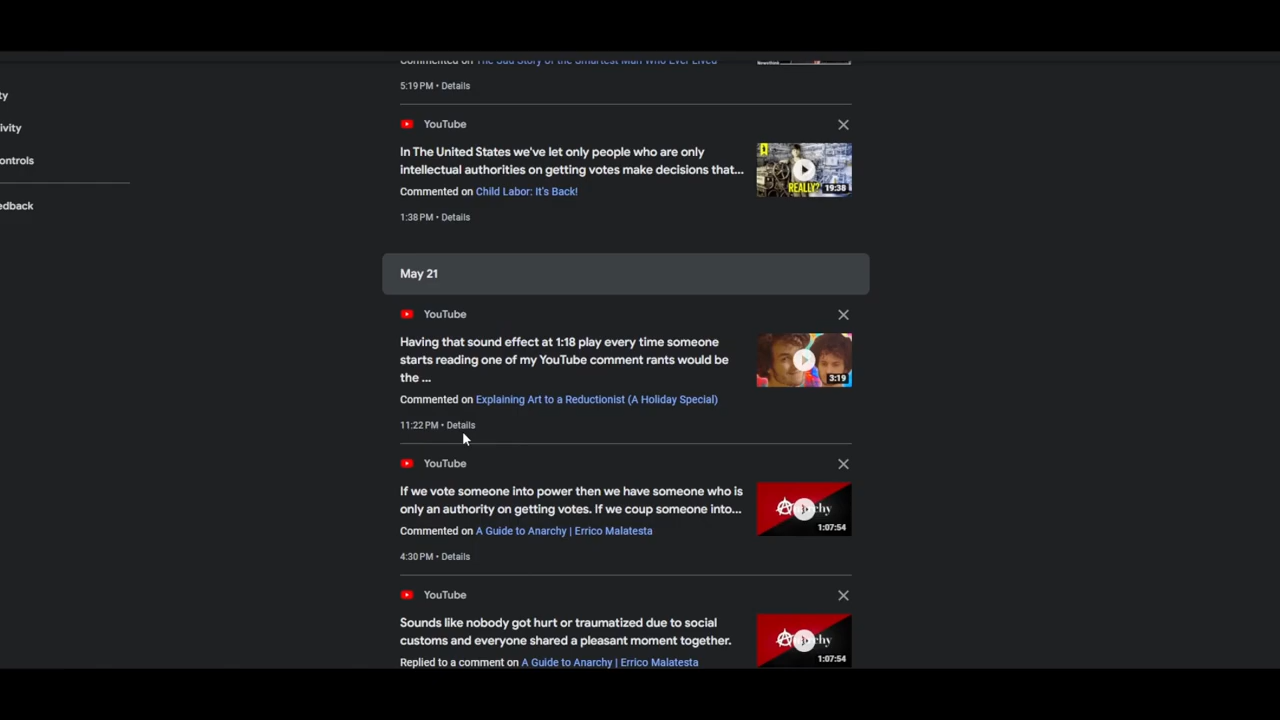 ty
ivity
ontrols
edback
Commented on The Sad Story of the Smartest Man Who Ever Lived
5:19 PM • Details
YouTube
In The United States we've let only people who are only
intellectual authorities on getting votes make decisions that...
Commented on Child Labor: It's Back!
REALLY?
19:38
1:38 PM • Details
May 21
YouTube
Having that sound effect at 1:18 play every time someone
starts reading one of my YouTube comment rants would be
the ...
3:19
Commented on Explaining Art to a Reductionist (A Holiday Special)
11:22 PM • Details
YouTube
If we vote someone into power then we have someone who is
only an authority on getting votes. If we coup someone into...
Commented on A Guide to Anarchy | Errico Malatesta
1:07:54
4:30 PM • Details
YouTube
Sounds like nobody got hurt or traumatized due to social
customs and everyone shared a pleasant moment together.
Replied to a comment on A Guide to Anarchy | Errico Malatesta
1:07:54